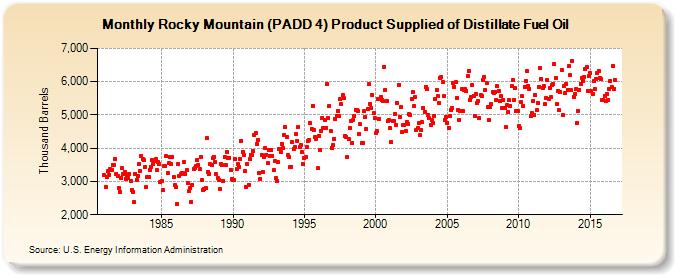 Monthly Rocky Mountain (PADD 4) Product Supplied of Distillate Fuel Oil
Thousand Barrels
7,000
6,000
5,000
4,000
3,000
2,000
1985 1990 1995 2000 2005 2010 2015
Source: U.S. Energy Information Administration